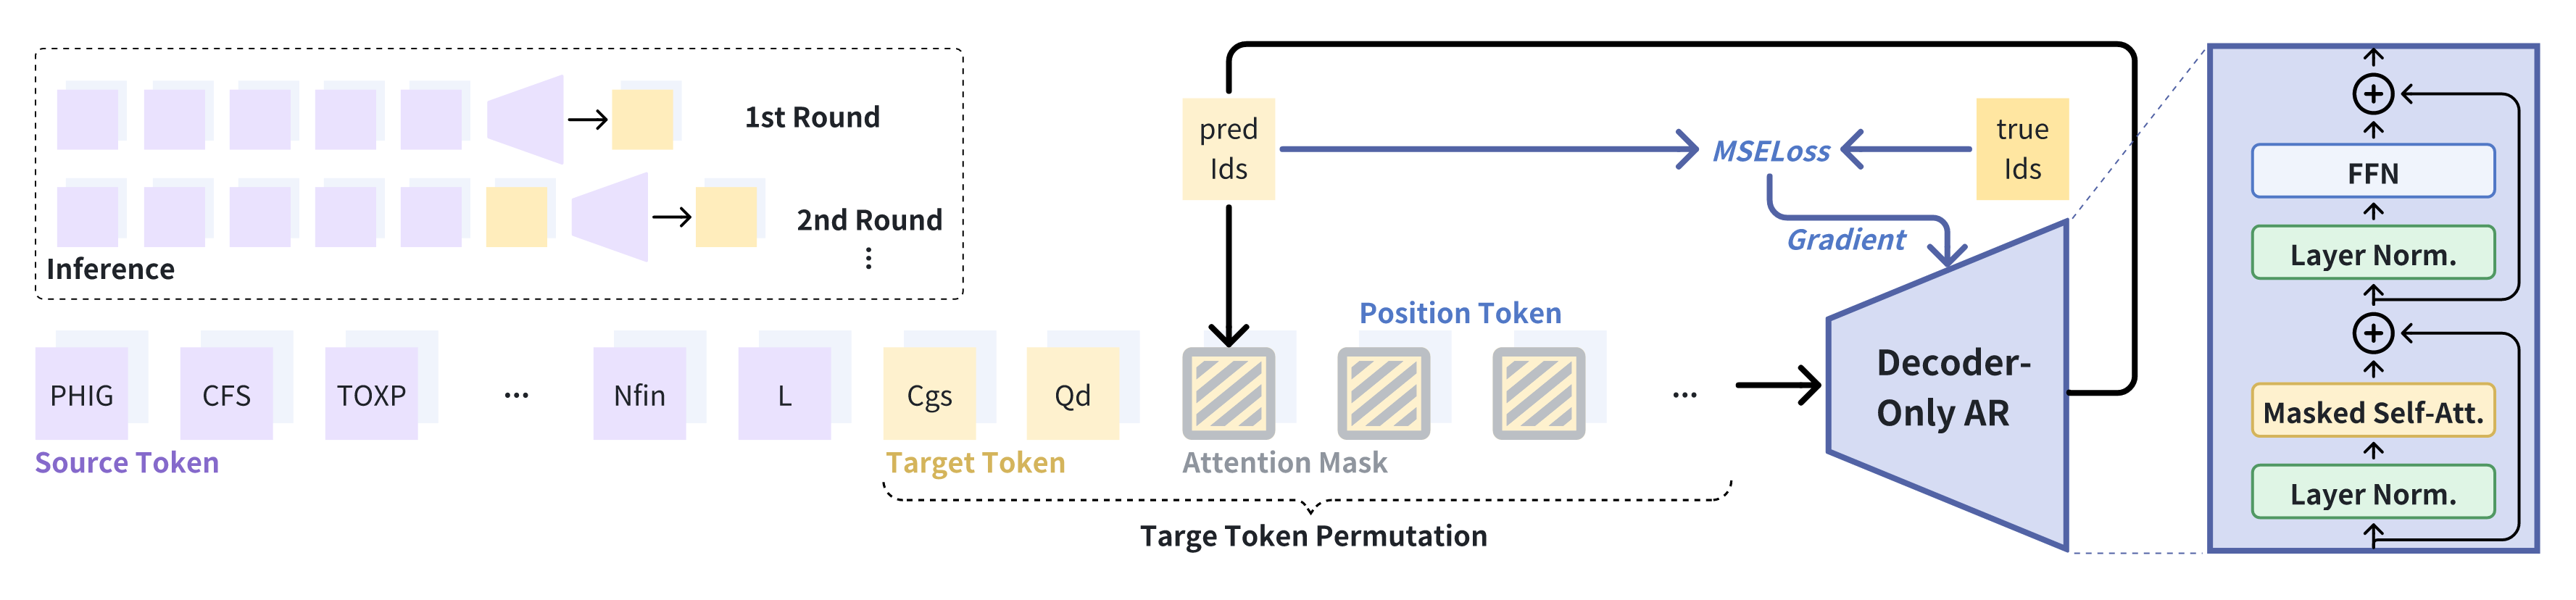 1st Round
2nd Round
⋮
Inference
pred
Ids
MSELoss
true
Ids
Gradient
Position Token
PHIG
CFS
TOXP
...
Nfin
L
Cgs
Qd
...
Source Token
Target Token
Attention Mask
Targe Token Permutation
Decoder-
Only AR
+
FFN
Layer Norm.
+
Masked Self-Att.
Layer Norm.